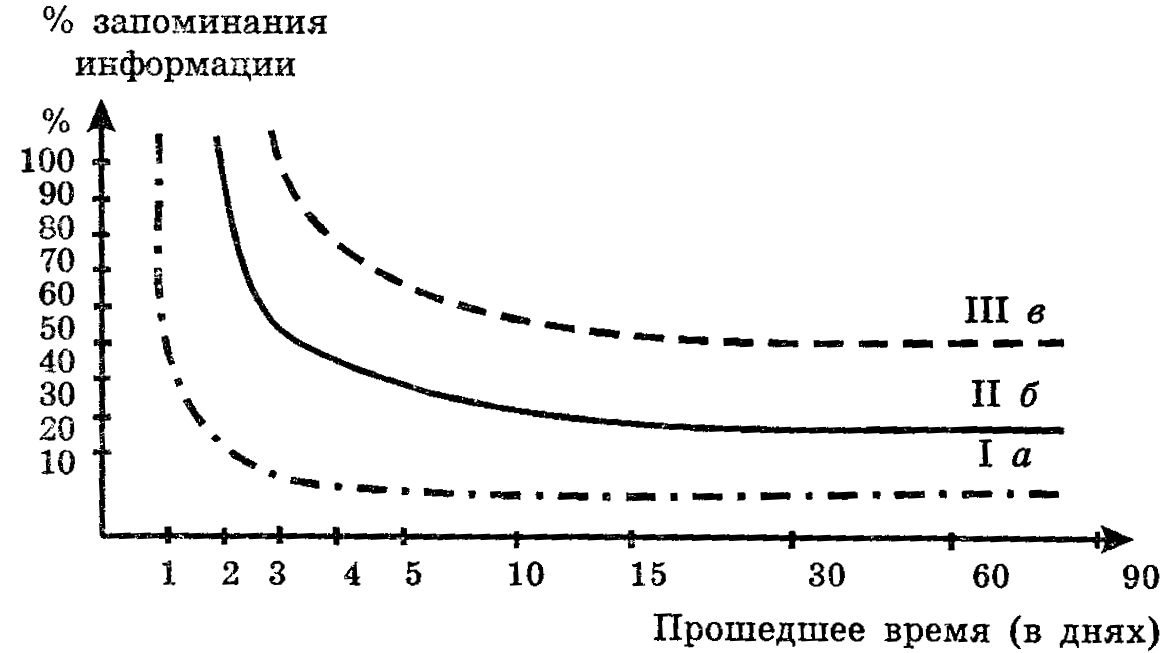 % запоминания
информации
%
100
90
80
70
60
50
40
30
20
10
III в
II б
I а
1 2 3 4 5 10 15 30 60 90
Прошедшее время (в днях)